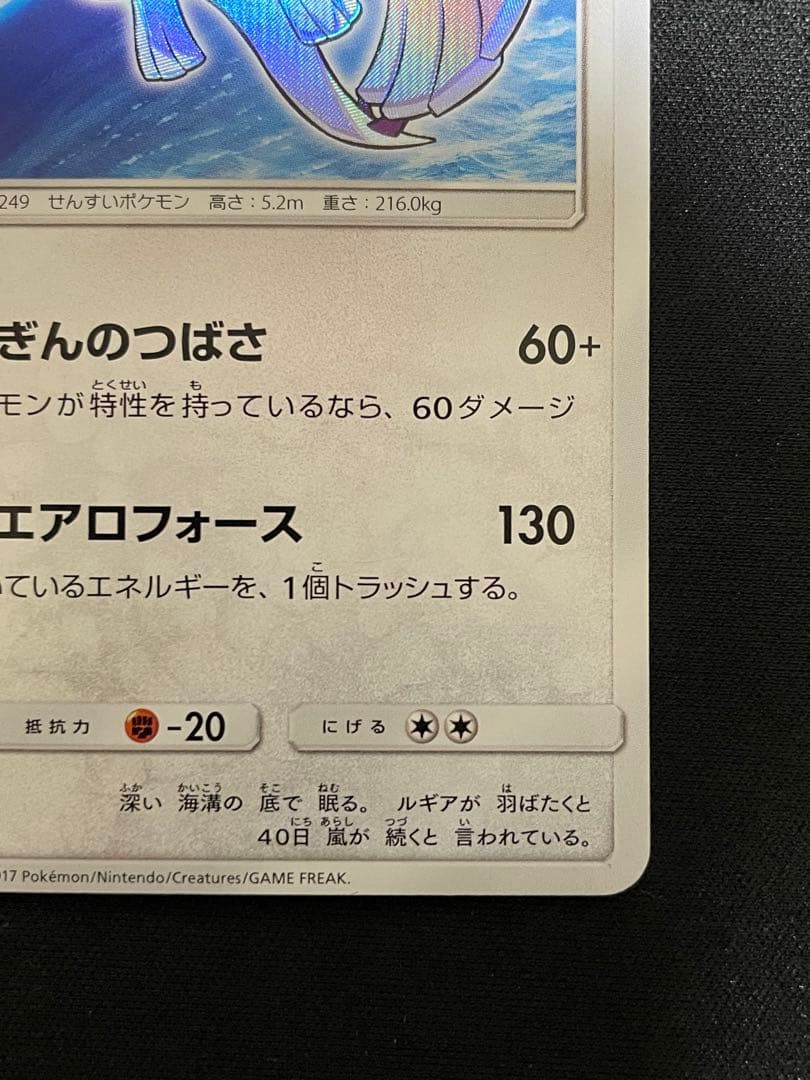 249 せんすいポケモン 高さ：5.2m 重さ：216.0kg
ぎんのつばさ 60+
モンが特性を持っているなら、60ダメージ
エアロフォース 130
いているエネルギーを、1個トラッシュする。
抵抗力 -20 にげる
深い 海溝の 底で 眠る。 ルギアが 羽ばたくと
40日 嵐が 続くと 言われている。
17 Pokémon/Nintendo/Creatures/GAME FREAK.